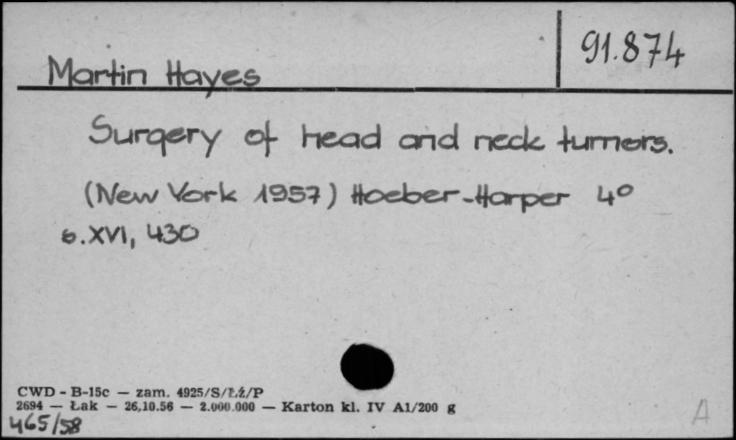 91.874
Martin Hayes
Surgery of head and neck tumors.
(New York 1957) Hoeber-Harper 4°
s. XVI, 430
CWD - B-15c — zam. 4925/S/ŁŻ/P
2694 — Łak — 26,10.56 — 2.000.000 — Karton kl. IV A1/200 g
465/58
A